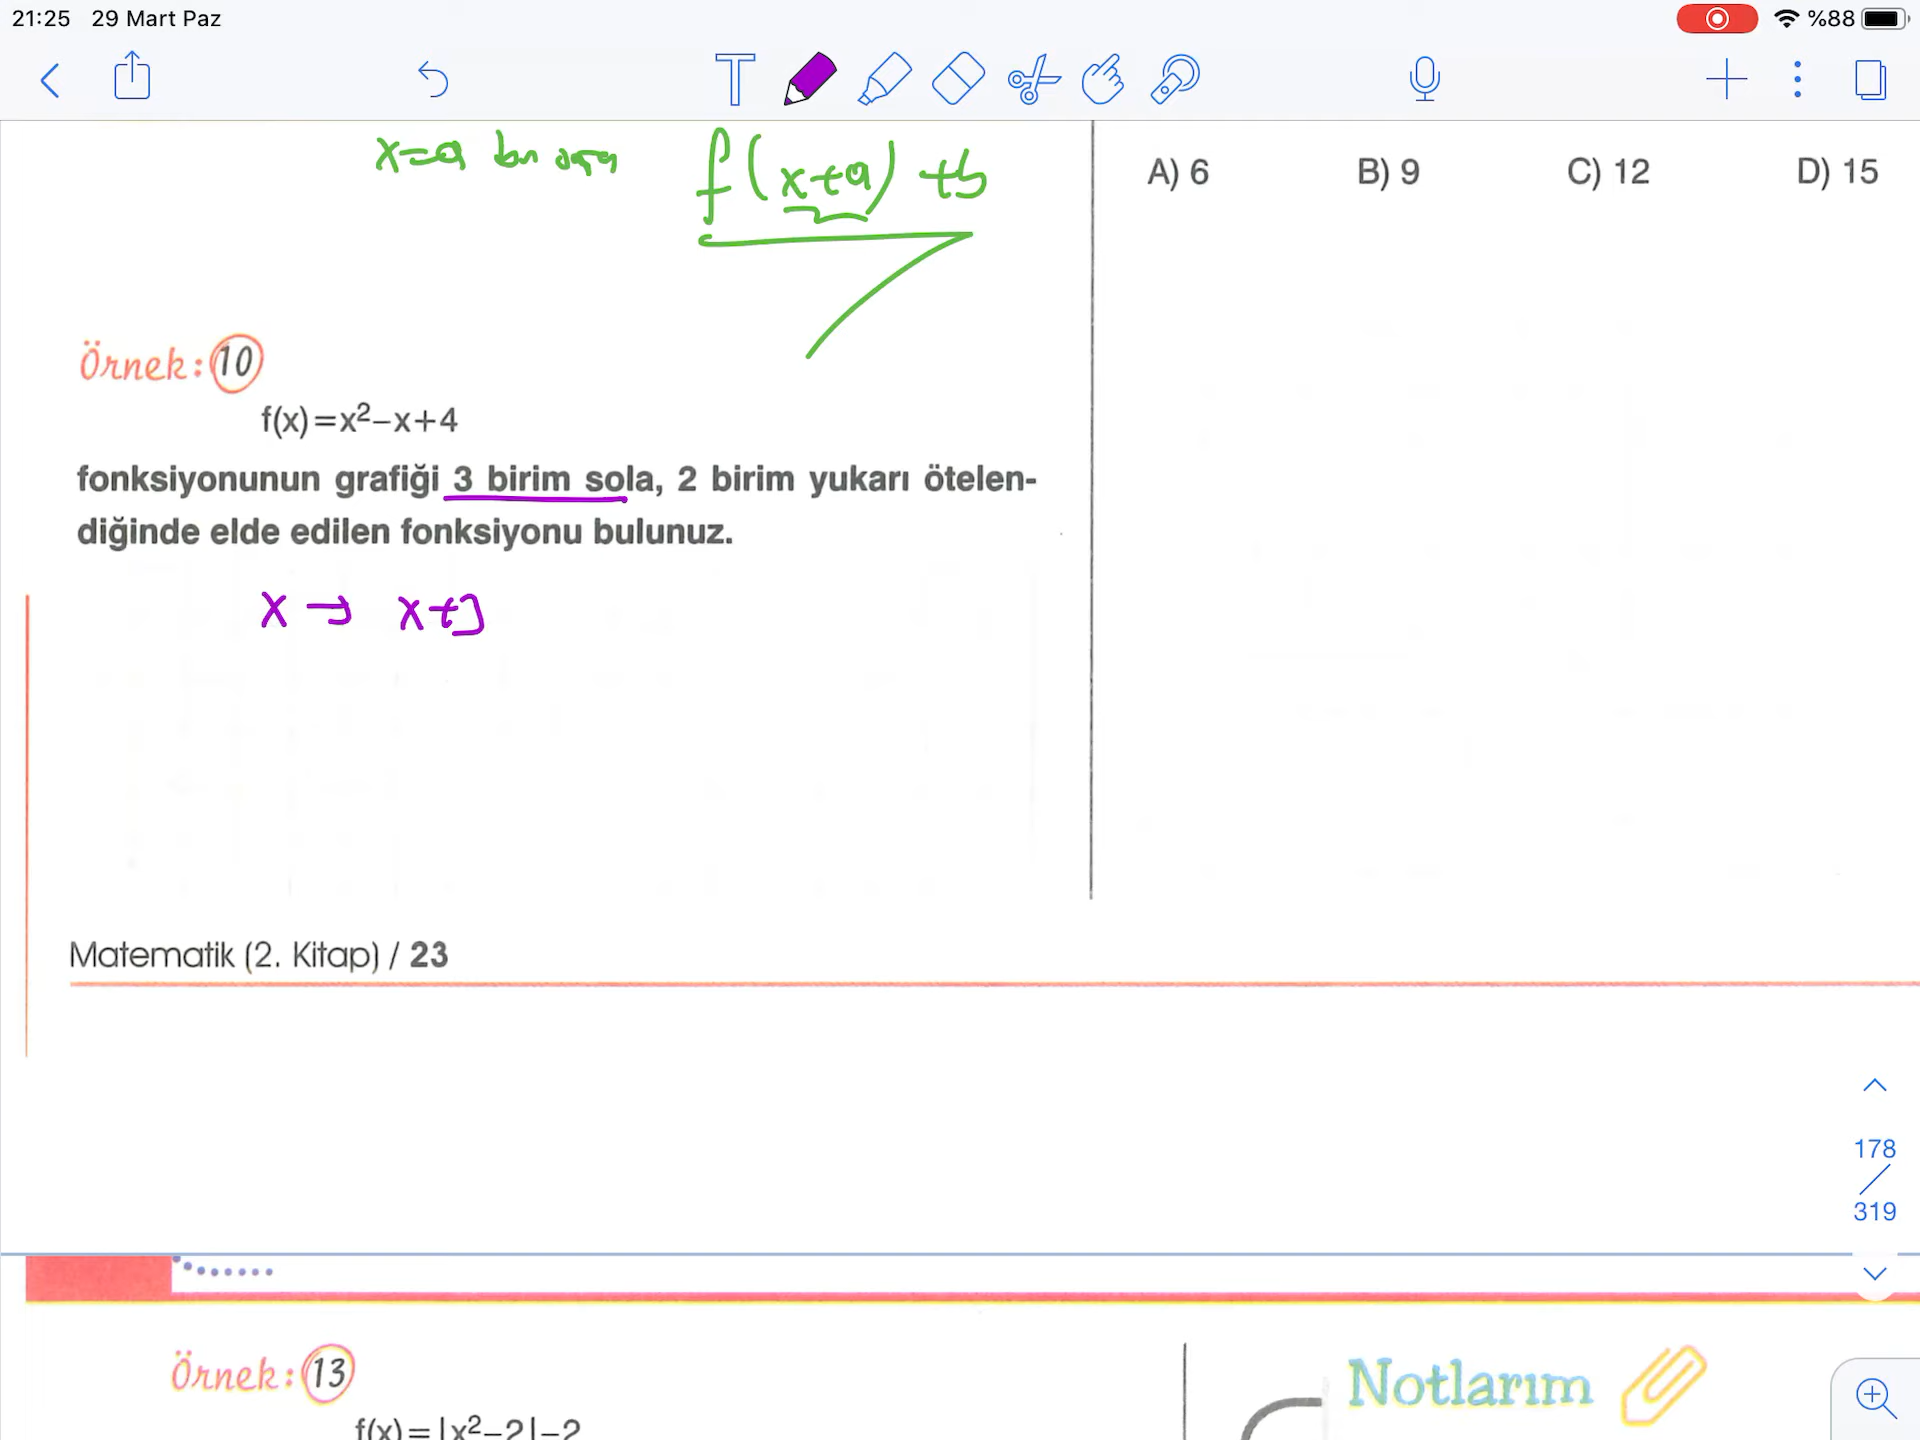 21:25 29 Mart Paz %88
x=a
f(x+a)+b
A) 6 B) 9 C) 12 D) 15
Örnek: 10
f(x)=x²–x+4
fonksiyonunun grafiği 3 birim sola, 2 birim yukarı ötelen-
diğinde elde edilen fonksiyonu bulunuz.
x → x+3
Matematik (2. Kitap) / 23
178
319
Örnek: 13
f(x)=|x²–2|–2
Notlarım